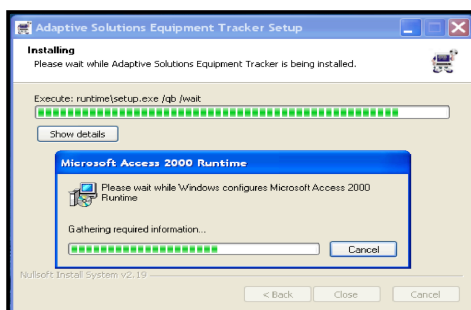 Adaptive Solutions Equipment Tracker Setup
Installing
Please wait while Adaptive Solutions Equipment Tracker is being installed.
Execute: runtime\setup.exe /qb /wait
Show details
Microsoft Access 2000 Runtime
Please wait while Windows configures Microsoft Access 2000
Runtime
Gathering required information...
Cancel
Nullsoft Install System v2.19
< Back
Close
Cancel